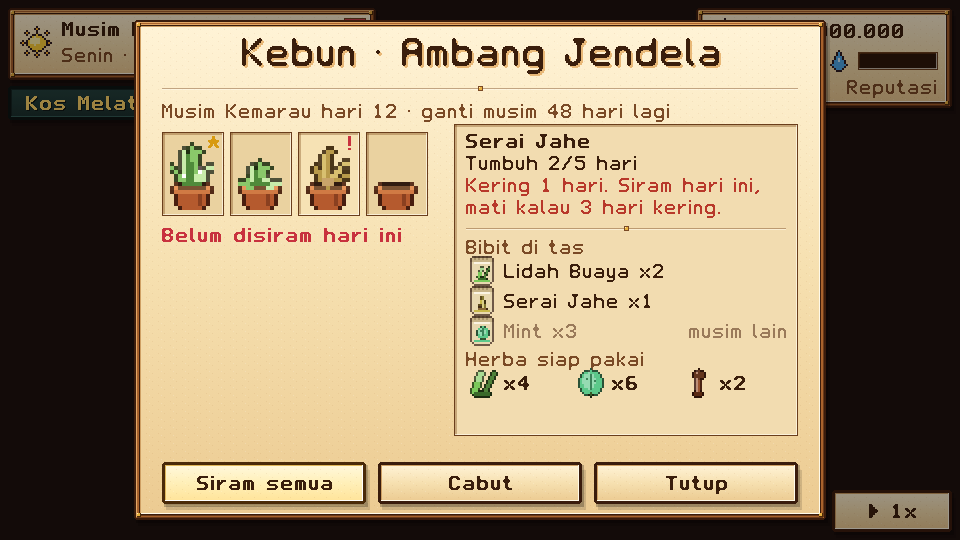 Musim
Senin ·
Kos Melat
00.000
Reputasi
Kebun · Ambang Jendela
Musim Kemarau hari 12 · ganti musim 48 hari lagi
!
Belum disiram hari ini
Serai Jahe
Tumbuh 2/5 hari
Kering 1 hari. Siram hari ini,
mati kalau 3 hari kering.
Bibit di tas
Lidah Buaya x2
Serai Jahe x1
Mint x3 musim lain
Herba siap pakai
x4 x6 x2
Siram semua
Cabut
Tutup
1x